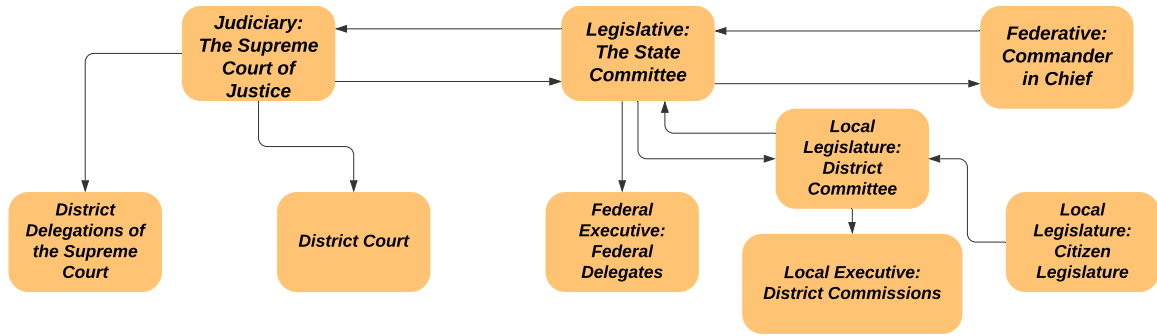 Judiciary:
The Supreme
Court of
Justice
Legislative:
The State
Committee
Federative:
Commander
in Chief
Local
Legislature:
District
Committee
District
Delegations of
the Supreme
Court
District Court
Federal
Executive:
Federal
Delegates
Local Executive:
District Commissions
Local
Legislature:
Citizen
Legislature